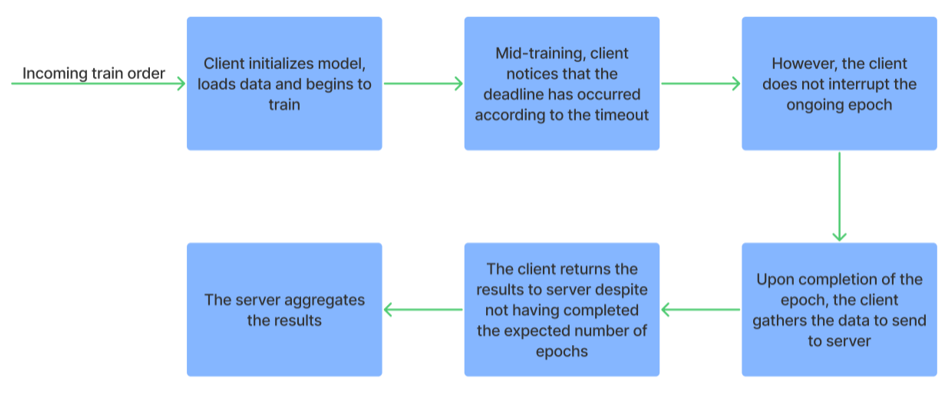 Incoming train order
Client initializes model,
loads data and begins to
train
Mid-training, client
notices that the
deadline has occurred
according to the timeout
However, the client
does not interrupt the
ongoing epoch
Upon completion of the
epoch, the client
gathers the data to send
to server
The client returns the
results to server despite
not having completed
the expected number of
epochs
The server aggregates
the results